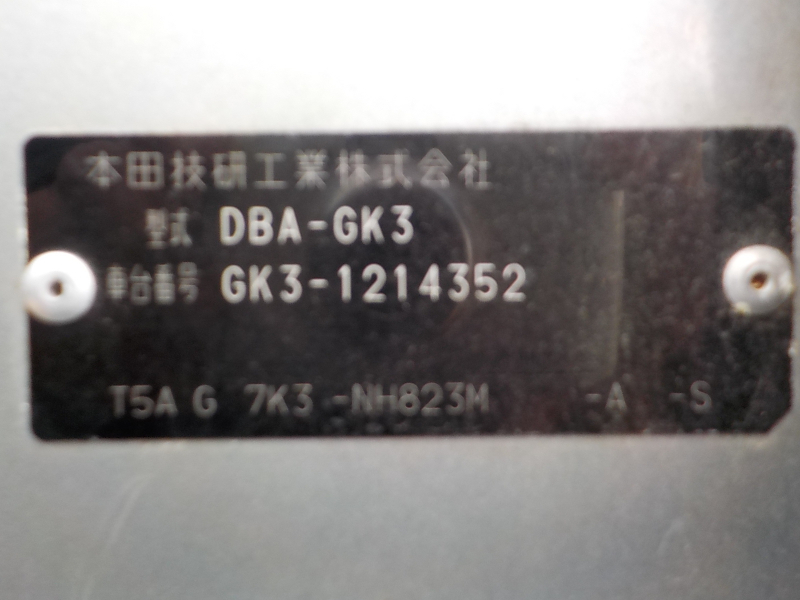 本田技研工業株式会社
型式 DBA-GK3
車台番号 GK3-1214352
T5A G 7K3 -NH823M -A -S